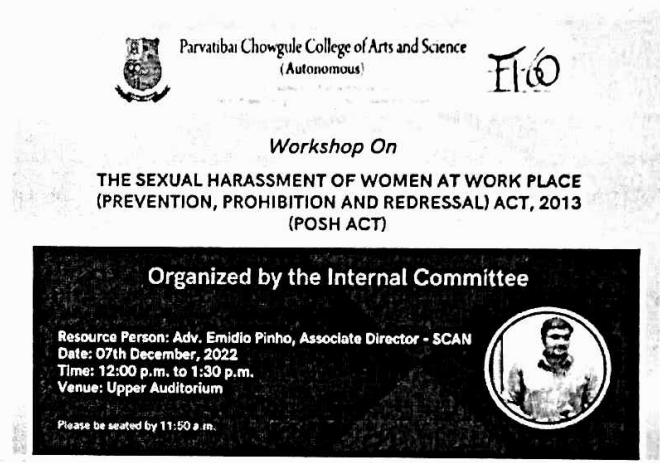 Parvatibai Chowgule College of Arts and Science
(Autonomous)
F1-60
Workshop On
THE SEXUAL HARASSMENT OF WOMEN AT WORK PLACE
(PREVENTION, PROHIBITION AND REDRESSAL) ACT, 2013
(POSH ACT)
Organized by the Internal Committee
Resource Person: Adv. Emidio Pinho, Associate Director - SCAN
Date: 07th December, 2022
Time: 12:00 p.m. to 1:30 p.m.
Venue: Upper Auditorium
Please be seated by 11:50 a.m.